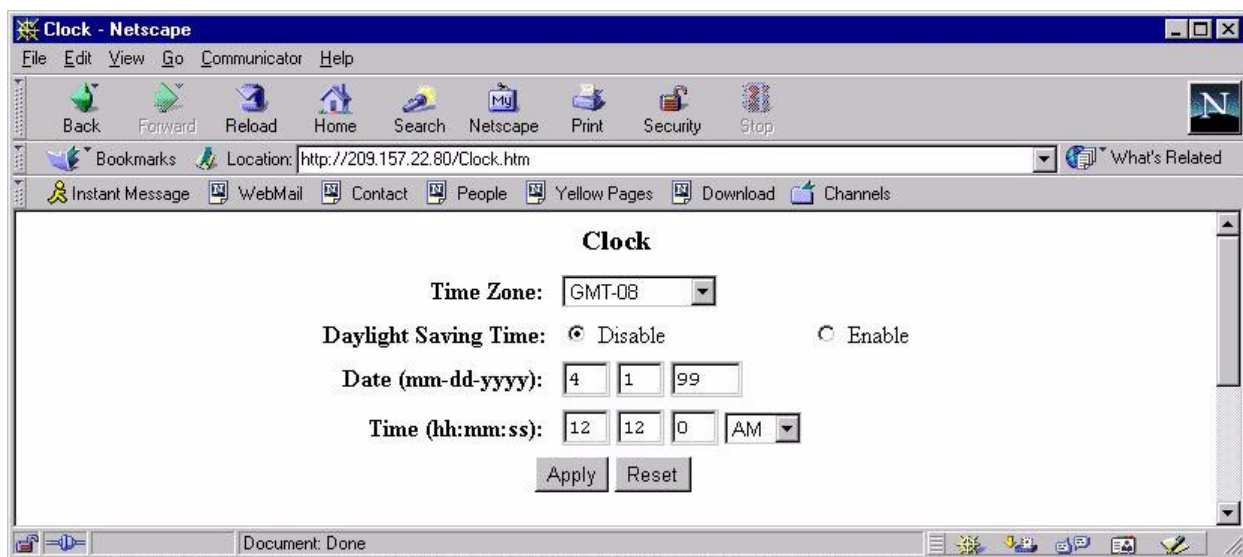 Clock - Netscape
File Edit View Go Communicator Help
My N
Back Forward Reload Home Search Netscape Print Security Stop
Bookmarks Location: http://209.157.22.80/Clock.htm What's Related
Instant Message WebMail Contact People Yellow Pages Download Channels
Clock
Time Zone: GMT-08
Daylight Saving Time: Disable Enable
Date (mm-dd-yyyy): 4 1 99
Time (hh:mm:ss): 12 12 0 AM
Apply Reset
Document: Done